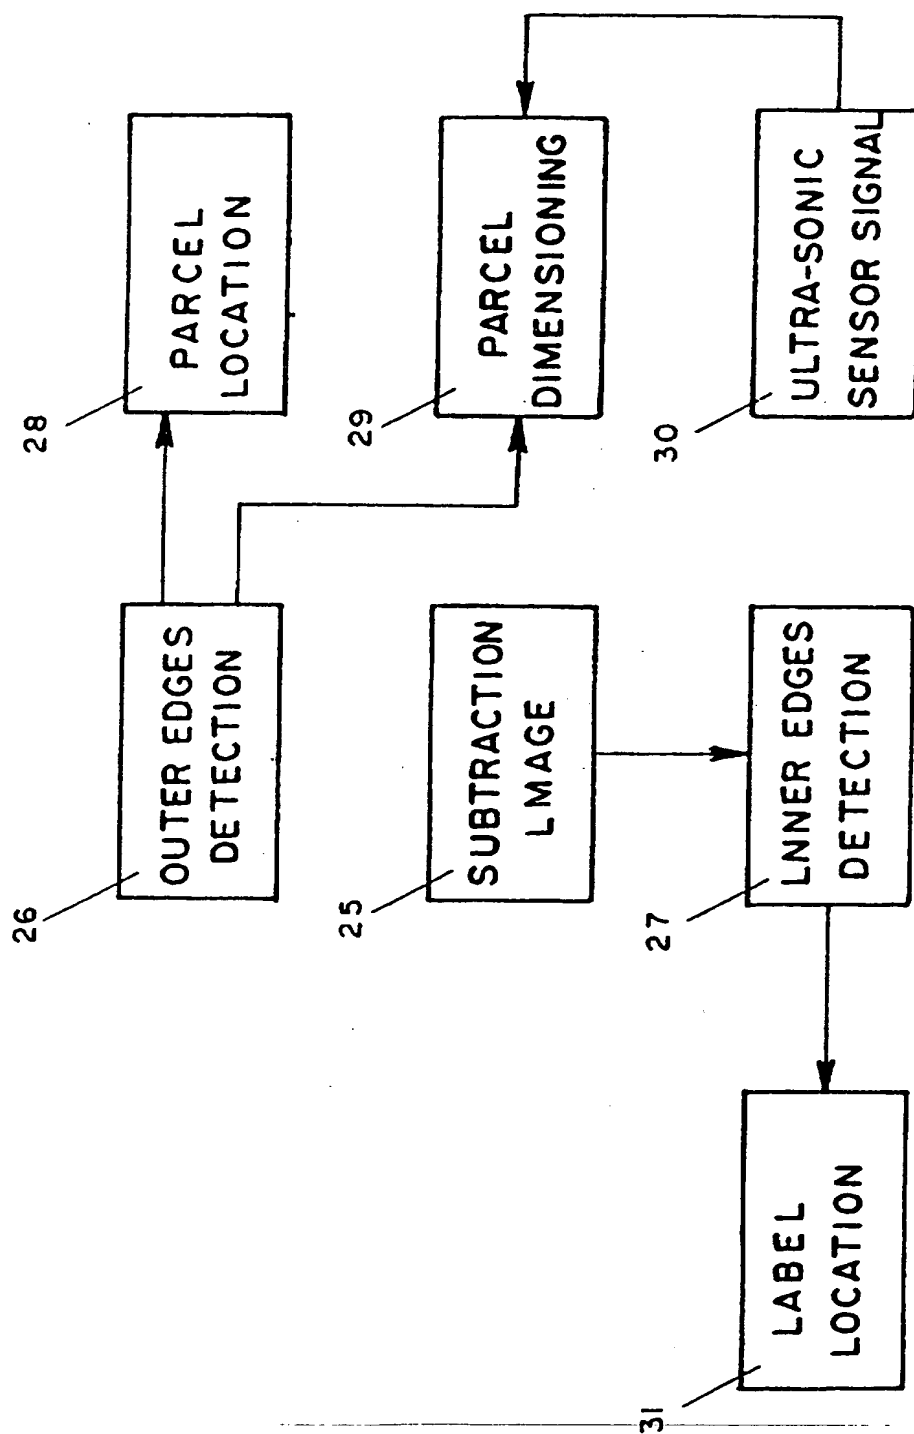 26
OUTER EDGES
DETECTION
28
PARCEL
LOCATION
25
SUBTRACTION
LMAGE
29
PARCEL
DIMENSIONING
31
LABEL
LOCATION
27
LNNER EDGES
DETECTION
30
ULTRA-SONIC
SENSOR SIGNAL